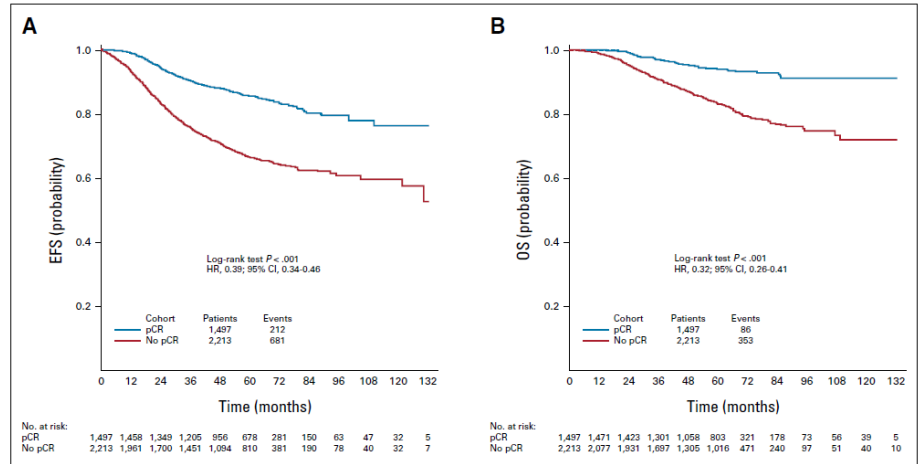 A
EFS (probability)
1.0
0.8
0.6
0.4
0.2
Log-rank test P < .001
HR, 0.39; 95% CI, 0.34-0.46
Cohort Patients Events
pCR 1,497 212
No pCR 2,213 681
0 12 24 36 48 60 72 84 96 108 120 132
Time (months)
No. at risk:
pCR 1,497 1,458 1,349 1,205 956 678 281 150 63 47 32 5
No pCR 2,213 1,961 1,700 1,451 1,094 810 381 190 78 40 32 7
B
OS (probability)
1.0
0.8
0.6
0.4
0.2
Log-rank test P < .001
HR, 0.32; 95% CI, 0.26-0.41
Cohort Patients Events
pCR 1,497 86
No pCR 2,213 353
0 12 24 36 48 60 72 84 96 108 120 132
Time (months)
No. at risk:
pCR 1,497 1,471 1,423 1,301 1,058 803 321 178 73 56 39 5
No pCR 2,213 2,077 1,931 1,697 1,305 1,016 471 240 97 51 40 10